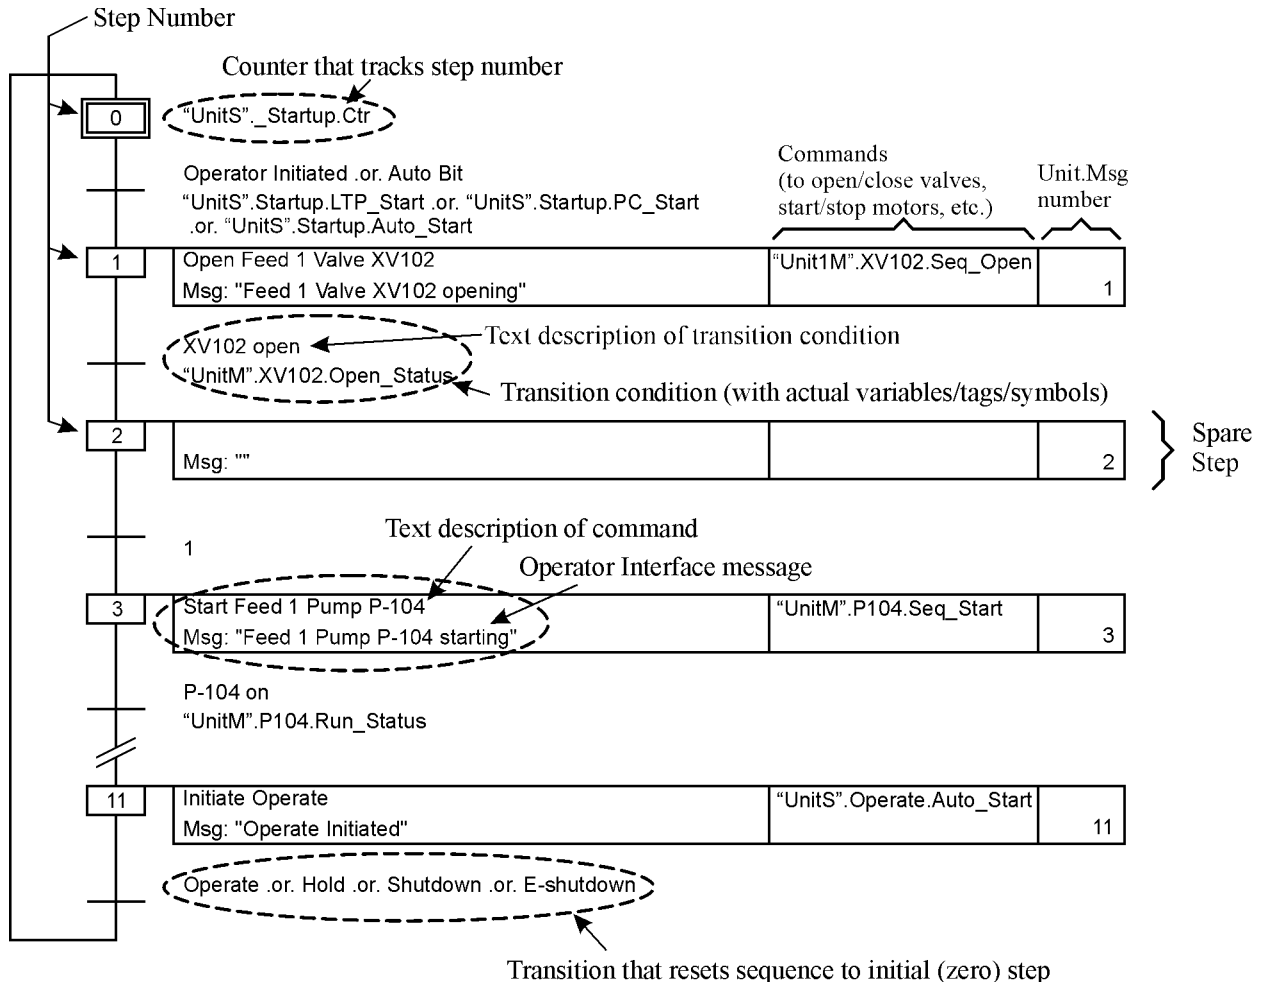 Step Number
Counter that tracks step number
0
“UnitS”._Startup.Ctr
Operator Initiated .or. Auto Bit
“UnitS”.Startup.LTP_Start .or. “UnitS”.Startup.PC_Start
.or. “UnitS”.Startup.Auto_Start
Commands
(to open/close valves,
start/stop motors, etc.)
Unit.Msg
number
1
Open Feed 1 Valve XV102
Msg: "Feed 1 Valve XV102 opening"
“Unit1M”.XV102.Seq_Open
1
XV102 open
Text description of transition condition
“UnitM”.XV102.Open_Status
Transition condition (with actual variables/tags/symbols)
2
Msg: ""
2
Spare
Step
1
Text description of command
Operator Interface message
3
Start Feed 1 Pump P-104
Msg: "Feed 1 Pump P-104 starting"
“UnitM”.P104.Seq_Start
3
P-104 on
“UnitM”.P104.Run_Status
11
Initiate Operate
Msg: "Operate Initiated"
“UnitS”.Operate.Auto_Start
11
Operate .or. Hold .or. Shutdown .or. E-shutdown
Transition that resets sequence to initial (zero) step